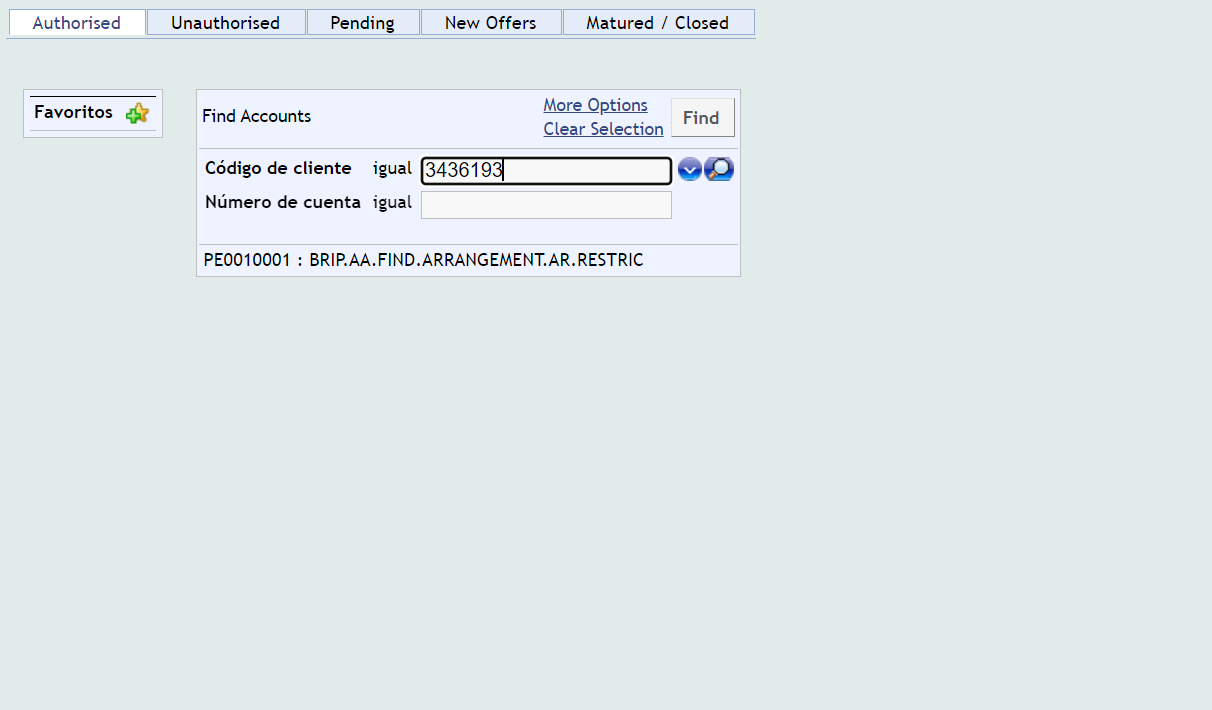 Authorised Unauthorised Pending New Offers Matured / Closed
Favoritos
Find Accounts
More Options
Clear Selection
Find
Código de cliente igual 3436193
Número de cuenta igual
PE0010001 : BRIP.AA.FIND.ARRANGEMENT.AR.RESTRIC